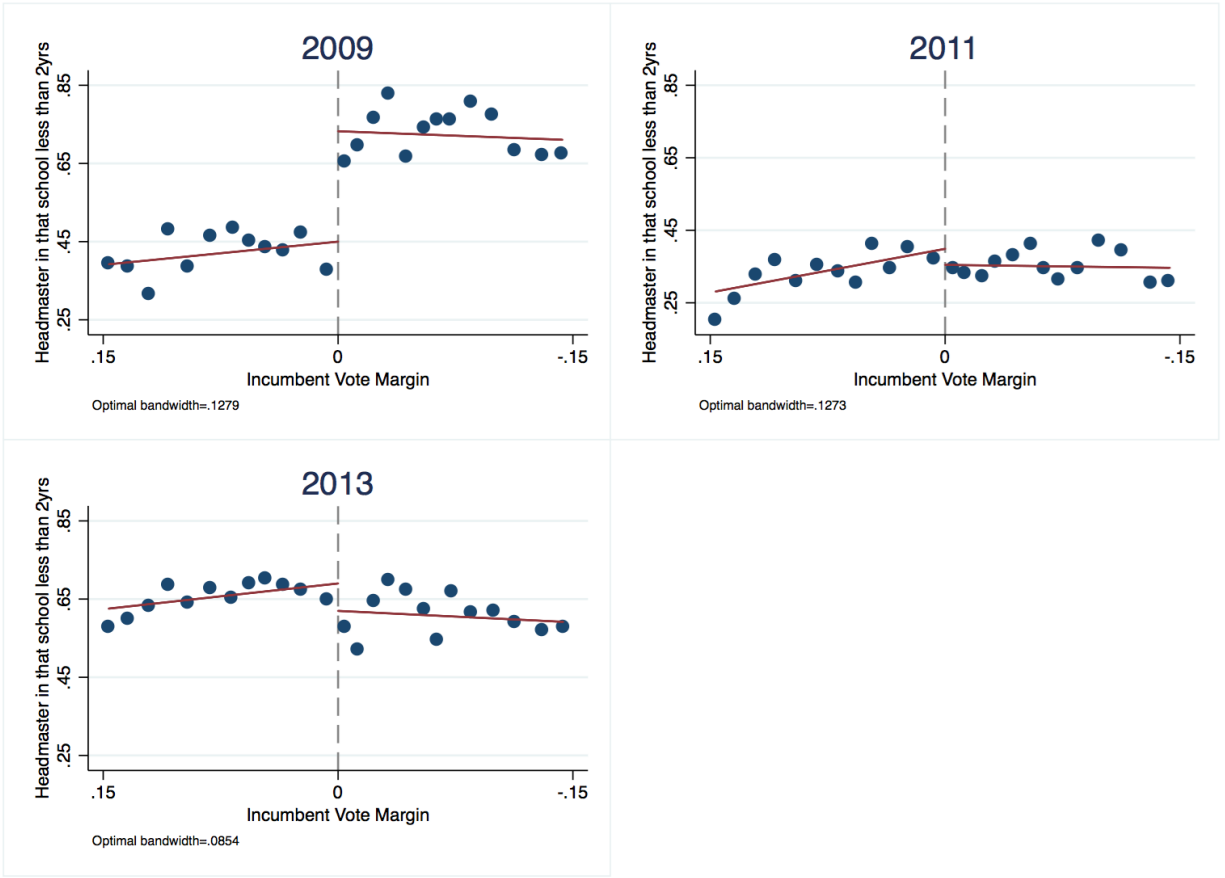 2009
Headmaster in that school less than 2yrs
.85
.65
.45
.25
.15
0
-.15
Incumbent Vote Margin
Optimal bandwidth=.1279
2011
Headmaster in that school less than 2yrs
.85
.65
.45
.25
.15
0
-.15
Incumbent Vote Margin
Optimal bandwidth=.1273
2013
Headmaster in that school less than 2yrs
.85
.65
.45
.25
.15
0
-.15
Incumbent Vote Margin
Optimal bandwidth=.0854